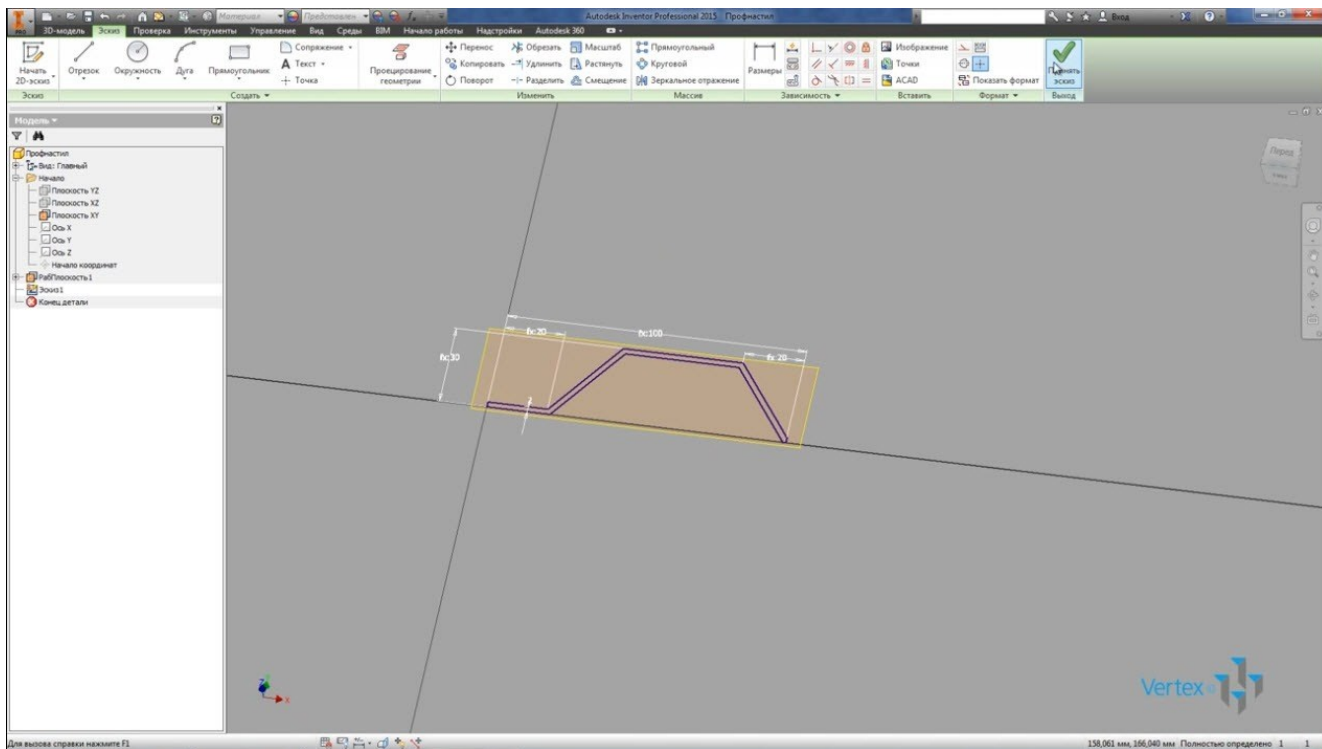 Материал
Представлен
Autodesk Inventor Professional 2015 Профнастил
Вход
PRO
3D-модель Эскиз Проверка Инструменты Управление Вид Среды BIM Начало работы Надстройки Autodesk 360
Начать 2D-эскиз
Отрезок
Окружность
Дуга
Прямоугольник
Сопряжение
Текст
Точка
Проецирование геометрии
Перенос
Копировать
Поворот
Обрезать
Удлинить
Разделить
Масштаб
Растянуть
Смещение
Прямоугольный
Круговой
Зеркальное отражение
Размеры
Изображение
Точки
ACAD
Показать формат
Принять эскиз
Эскиз Создать Изменить Массив Зависимость Вставить Формат Выход
Модель
Профнастил
Вид: Главный
Начало
Плоскость YZ
Плоскость XZ
Плоскость XY
Ось X
Ось Y
Ось Z
Начало координат
РабПлоскость1
Эскиз1
Конец детали
Перед
fx:20
fx:100
fx:20
fx:30
Z
X
Vertex
Для вызова справки нажмите F1
158,061 мм, 166,040 мм Полностью определено 1 1